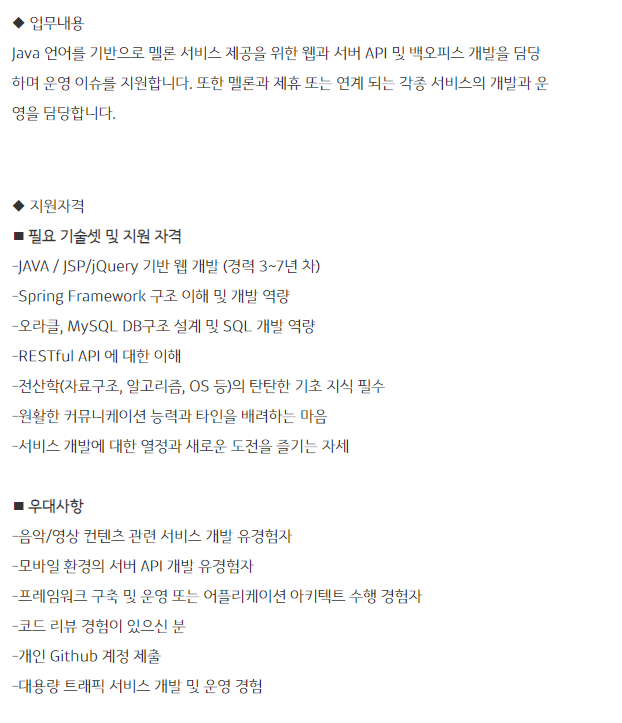 ◆ 업무내용
Java 언어를 기반으로 멜론 서비스 제공을 위한 웹과 서버 API 및 백오피스 개발을 담당
하며 운영 이슈를 지원합니다. 또한 멜론과 제휴 또는 연계 되는 각종 서비스의 개발과 운
영을 담당합니다.
◆ 지원자격
■ 필요 기술셋 및 지원 자격
-JAVA / JSP/jQuery 기반 웹 개발 (경력 3~7년 차)
-Spring Framework 구조 이해 및 개발 역량
-오라클, MySQL DB구조 설계 및 SQL 개발 역량
-RESTful API 에 대한 이해
-전산학(자료구조, 알고리즘, OS 등)의 탄탄한 기초 지식 필수
-원활한 커뮤니케이션 능력과 타인을 배려하는 마음
-서비스 개발에 대한 열정과 새로운 도전을 즐기는 자세
■ 우대사항
-음악/영상 컨텐츠 관련 서비스 개발 유경험자
-모바일 환경의 서버 API 개발 유경험자
-프레임워크 구축 및 운영 또는 어플리케이션 아키텍트 수행 경험자
-코드 리뷰 경험이 있으신 분
-개인 Github 계정 제출
-대용량 트래픽 서비스 개발 및 운영 경험